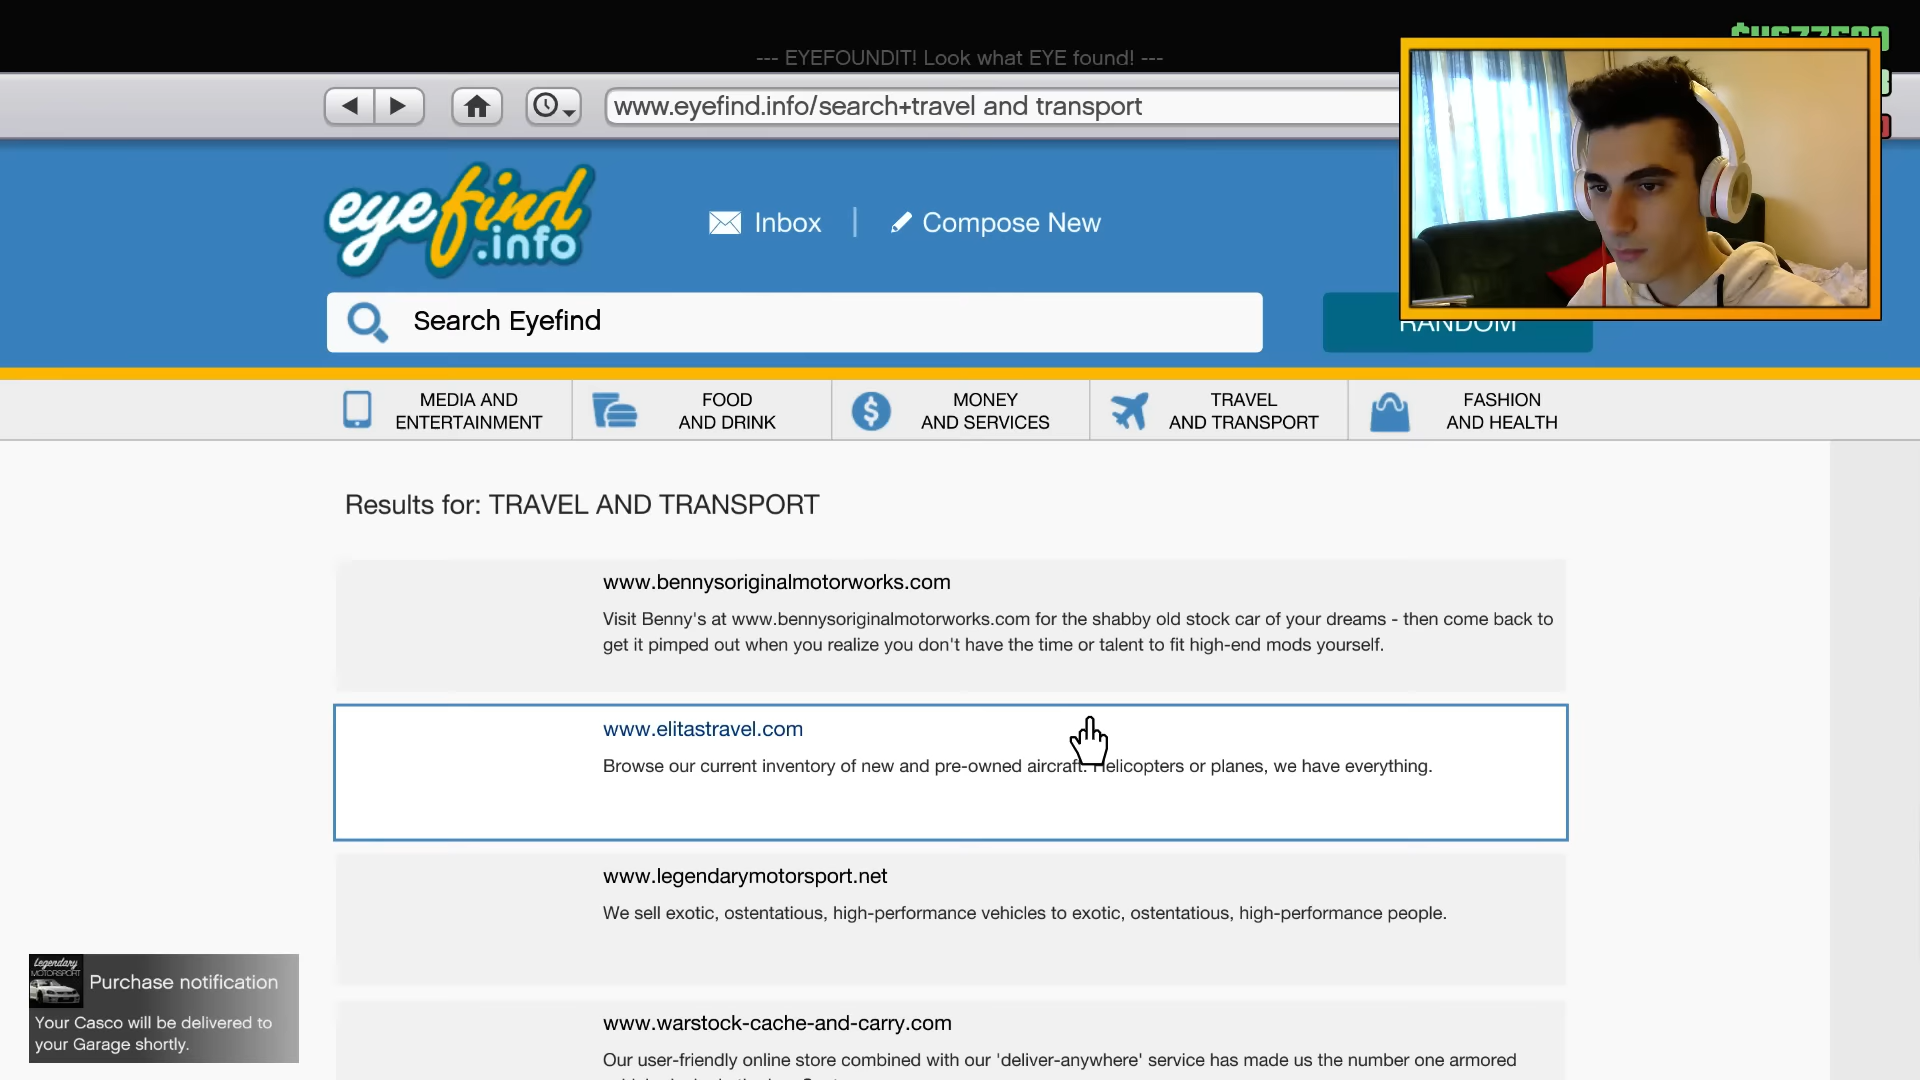 --- EYEFOUNDIT! Look what EYE found! ---
www.eyefind.info/search+travel and transport
eyefind.info
Inbox
Compose New
Search Eyefind
RANDOM
MEDIA AND ENTERTAINMENT
FOOD AND DRINK
MONEY AND SERVICES
TRAVEL AND TRANSPORT
FASHION AND HEALTH
Results for: TRAVEL AND TRANSPORT
www.bennysoriginalmotorworks.com
Visit Benny's at www.bennysoriginalmotorworks.com for the shabby old stock car of your dreams - then come back to
get it pimped out when you realize you don't have the time or talent to fit high-end mods yourself.
www.elitastravel.com
Browse our current inventory of new and pre-owned aircraft. Helicopters or planes, we have everything.
www.legendarymotorsport.net
We sell exotic, ostentatious, high-performance vehicles to exotic, ostentatious, high-performance people.
www.warstock-cache-and-carry.com
Our user-friendly online store combined with our 'deliver-anywhere' service has made us the number one armored
Legendary
MOTORSPORT
Purchase notification
Your Casco will be delivered to
your Garage shortly.